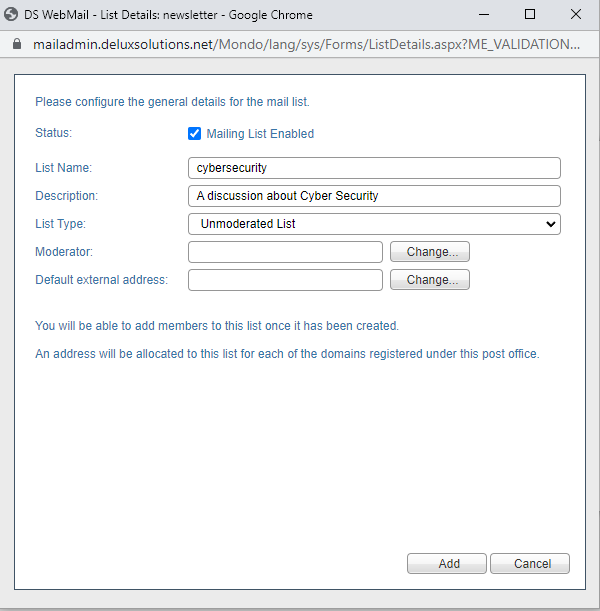 DS WebMail - List Details: newsletter - Google Chrome
mailadmin.deluxsolutions.net/Mondo/lang/sys/Forms/ListDetails.aspx?ME_VALIDATION...
Please configure the general details for the mail list.
Status: Mailing List Enabled
List Name: cybersecurity
Description: A discussion about Cyber Security
List Type: Unmoderated List
Moderator: Change...
Default external address: Change...
You will be able to add members to this list once it has been created.
An address will be allocated to this list for each of the domains registered under this post office.
Add Cancel